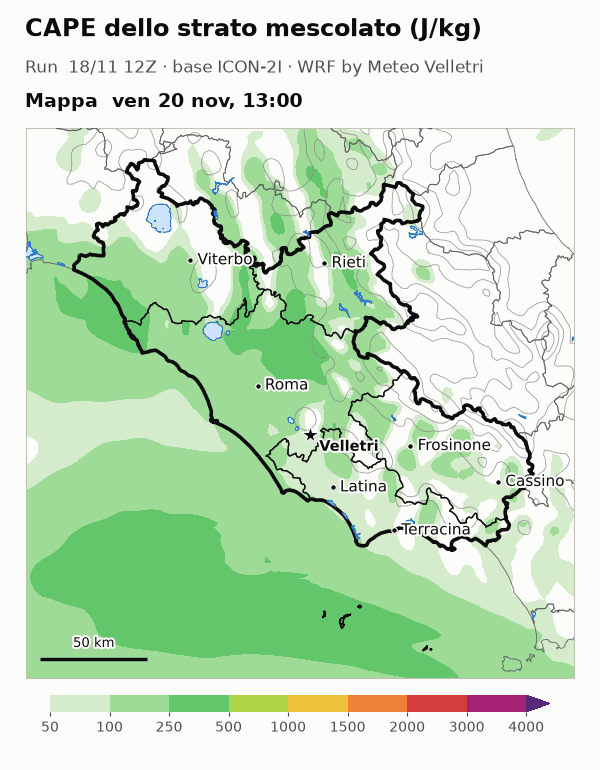 CAPE dello strato mescolato (J/kg)
Run  18/11 12Z · base ICON-2I · WRF by Meteo Velletri
Mappa  ven 20 nov, 13:00
Viterbo
Rieti
Roma
Velletri
Frosinone
Cassino
Latina
Terracina
50 km
50 100 250 500 1000 1500 2000 3000 4000